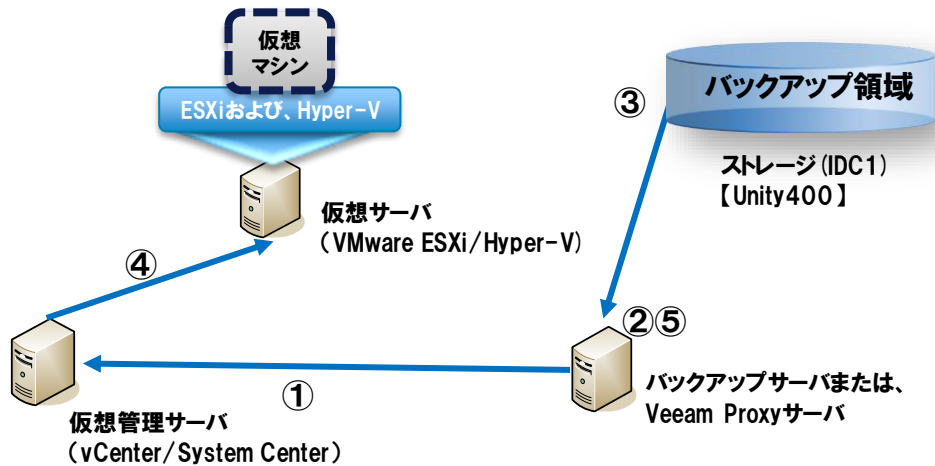 仮想
マシン
ESXiおよび、Hyper-V
バックアップ領域
③
ストレージ(IDC1)
【Unity400】
仮想サーバ
（VMware ESXi/Hyper-V)
④
②⑤
バックアップサーバまたは、
Veeam Proxyサーバ
①
仮想管理サーバ
（vCenter/System Center）